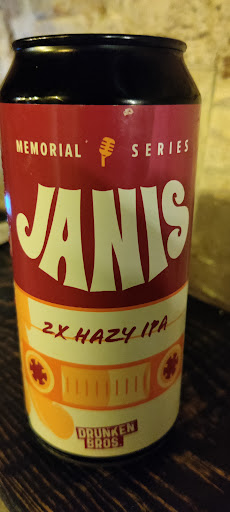 MEMORIAL SERIES
JANIS
2X HAZY IPA
DRUNKEN
BROS.